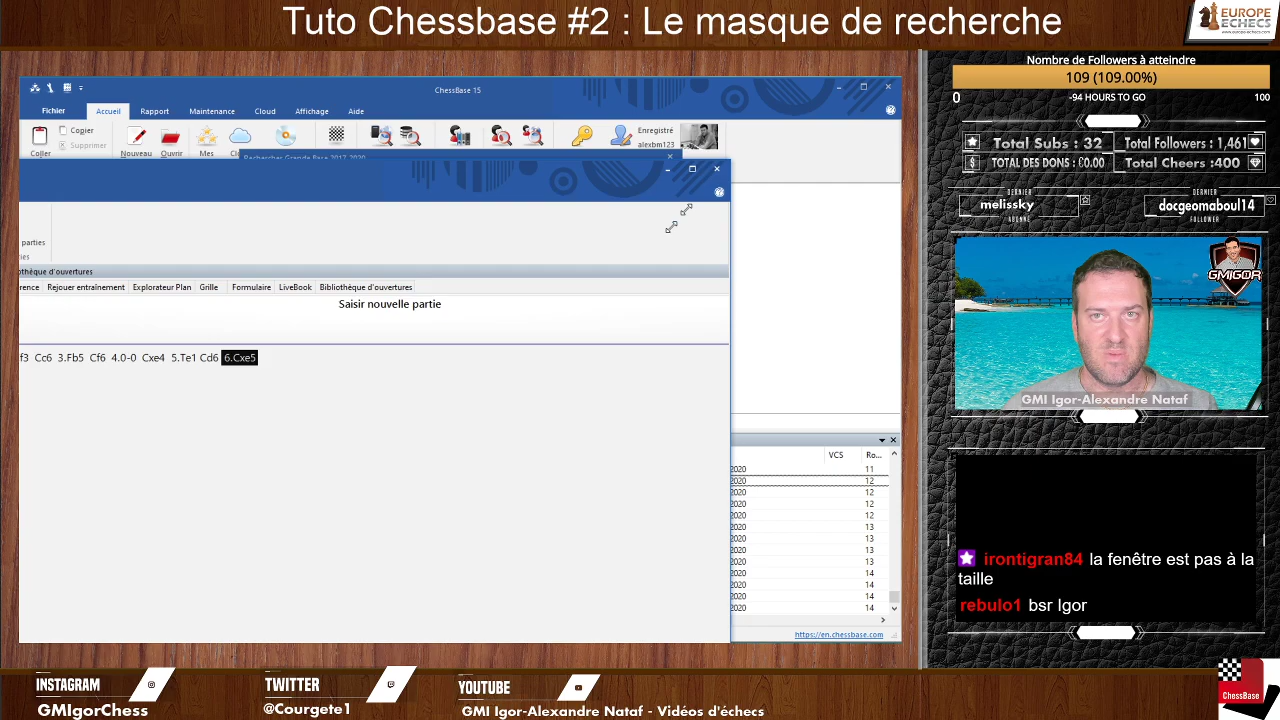 Tuto Chessbase #2 : Le masque de recherche
EUROPE
ECHECS
www.europe-echecs.com
Nombre de Followers à atteindre
109 (109.00%)
0
-94 HOURS TO GO
100
Total Subs : 32
Total Followers : 1,461
TOTAL DES DONS : £0.00
Total Cheers :400
DERNIER
melissky
ABONNÉ
DERNIER
docgeomaboul14
FOLLOWER
GMIGOR
GMI Igor-Alexandre Nataf
irontigran84 la fenêtre est pas à la
taille
rebulo1 bsr Igor
ChessBase 15
Fichier Accueil Rapport Maintenance Cloud Affichage Aide
Copier
Supprimer
Coller
Nouveau Ouvrir Mes
Enregistré
alexbm123
Rechercher Grande Base 2017-2020
parties
ies
othèque d'ouvertures
rence Rejouer entraînement Explorateur Plan Grille Formulaire LiveBook Bibliothèque d'ouvertures
Saisir nouvelle partie
f3 Cc6 3.Fb5 Cf6 4.0-0 Cxe4 5.Te1 Cd6 6.Cxe5
VCS Ro...
2020 11
2020 12
2020 12
2020 12
2020 12
2020 13
2020 13
2020 13
2020 13
2020 14
2020 14
2020 14
2020 14
https://en.chessbase.com
INSTAGRAM
GMIgorChess
TWITTER
@Courgete1
YOUTUBE
GMI Igor-Alexandre Nataf - Vidéos d'échecs
ChessBase